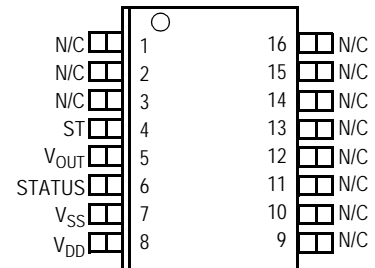 N/C 1 16 N/C
N/C 2 15 N/C
N/C 3 14 N/C
ST 4 13 N/C
VOUT 5 12 N/C
STATUS 6 11 N/C
VSS 7 10 N/C
VDD 8 9 N/C